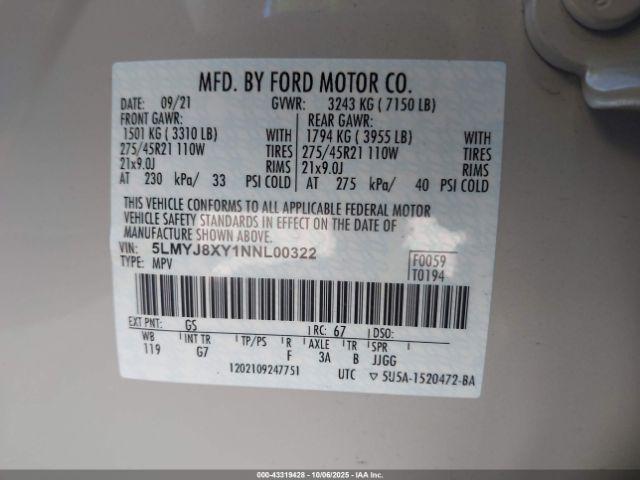 MFD. BY FORD MOTOR CO.
DATE: 09/21 GVWR: 3243 KG ( 7150 LB)
FRONT GAWR: REAR GAWR:
1501 KG ( 3310 LB) WITH 1794 KG ( 3955 LB) WITH
275/45R21 110W TIRES 275/45R21 110W TIRES
21x9.0J RIMS 21x9.0J RIMS
AT 230 kPa/ 33 PSI COLD AT 275 kPa/ 40 PSI COLD
THIS VEHICLE CONFORMS TO ALL APPLICABLE FEDERAL MOTOR
VEHICLE SAFETY STANDARDS IN EFFECT ON THE DATE OF
MANUFACTURE SHOWN ABOVE.
VIN: 5LMYJ8XY1NNL00322 F0059
TYPE: MPV T0194
EXT PNT: GS RC: 67 DSO:
WB INT TR TP/PS R AXLE TR SPR
119 G7 F 3A B JJGG
1202109247751 UTC ▽ 5U5A-1520472-BA
000-43319428 - 10/06/2025 - IAAI.com